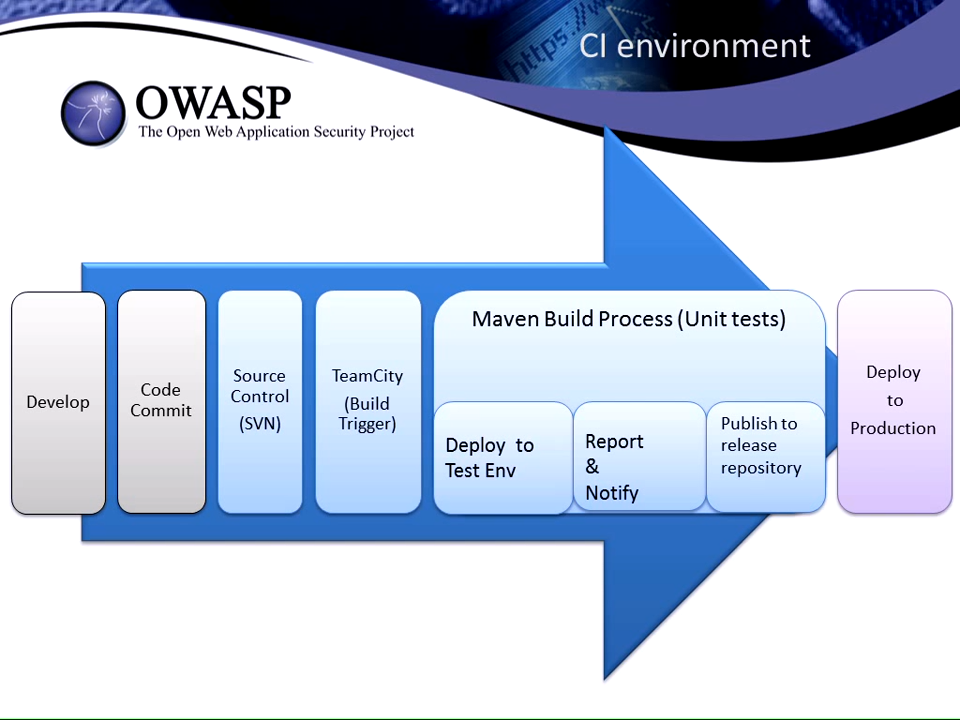 https://
CI environment
OWASP
The Open Web Application Security Project
Develop
Code
Commit
Source
Control
(SVN)
TeamCity
(Build
Trigger)
Maven Build Process (Unit tests)
Deploy to
Test Env
Report
&
Notify
Publish to
release
repository
Deploy
to
Production